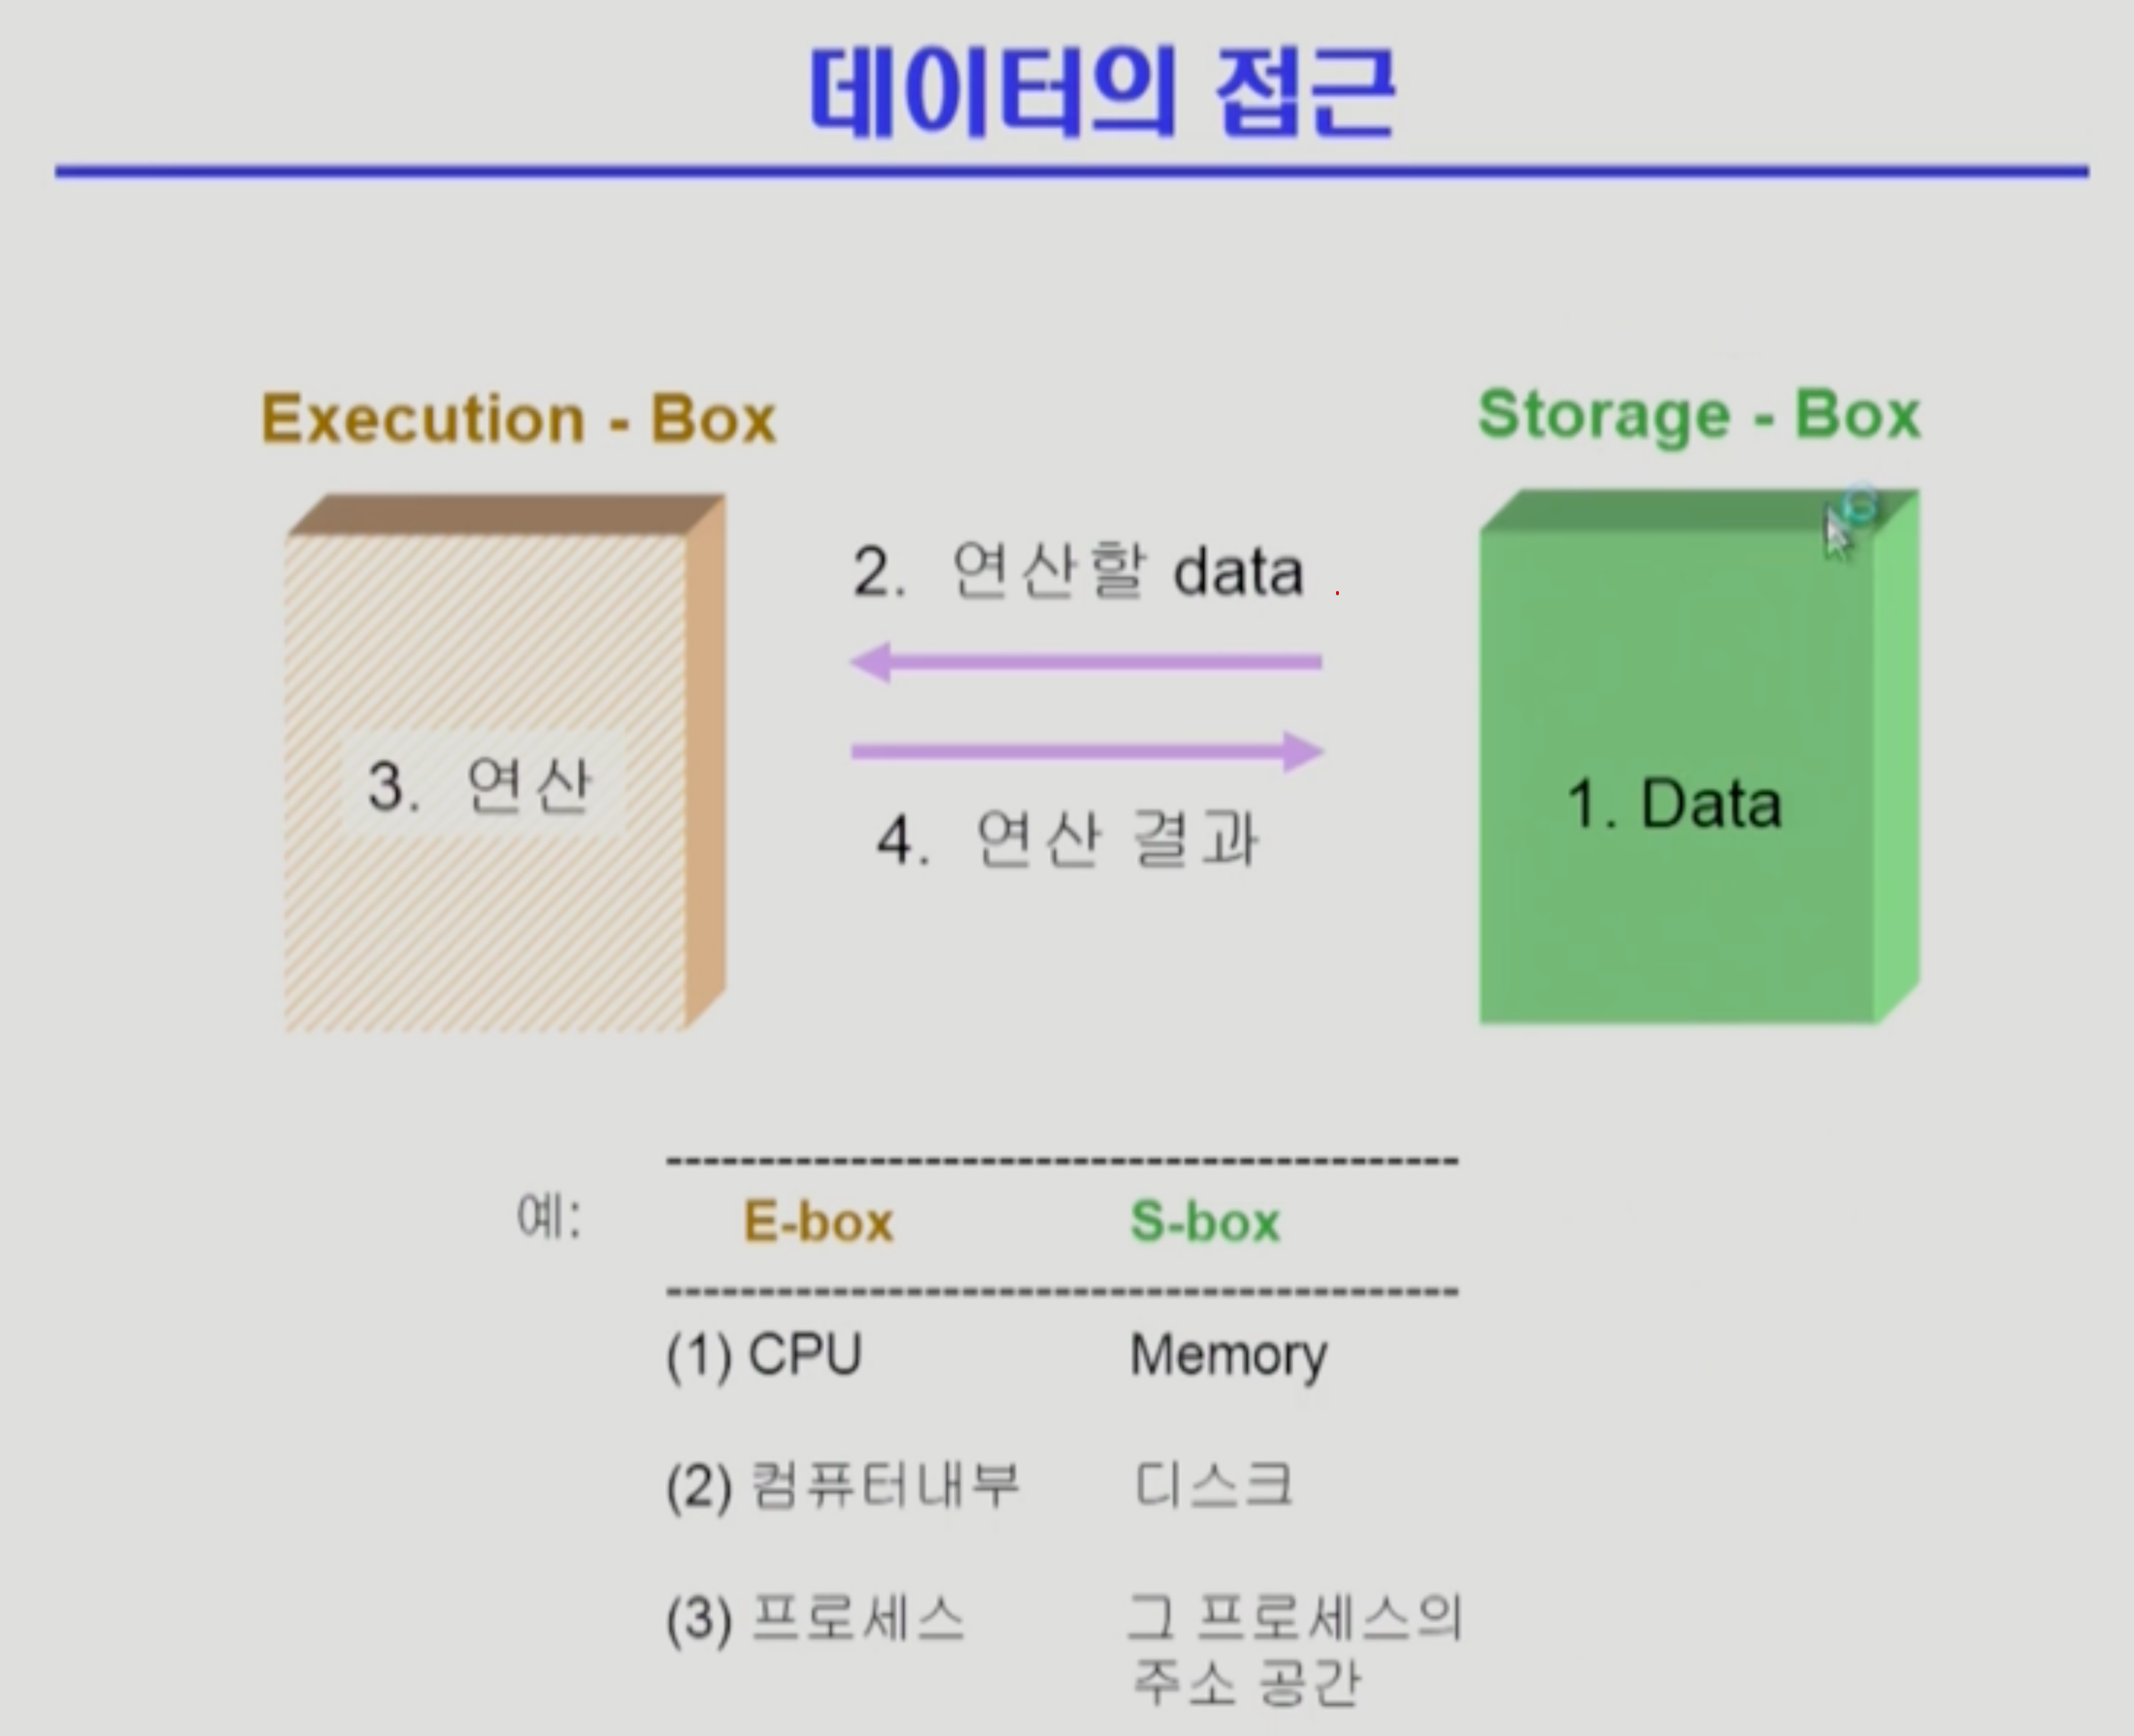 데이터의 접근
Execution - Box
Storage - Box
2. 연산할 data
3. 연산
1. Data
4. 연산 결과
예:
E-box S-box
(1) CPU Memory
(2) 컴퓨터내부 디스크
(3) 프로세스 그 프로세스의
주소 공간